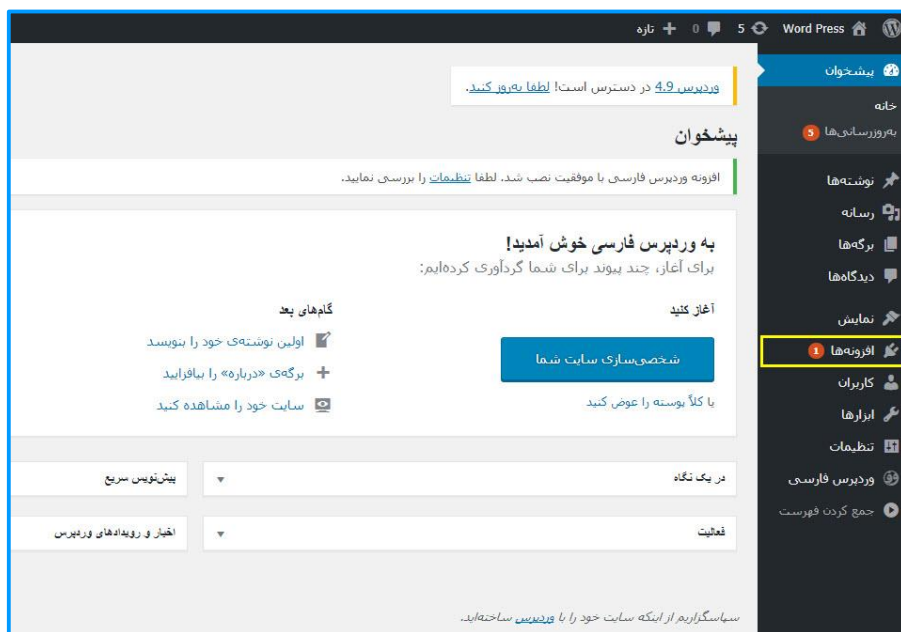 Word Press 5 0 تازه
پیشخوان
خانه
به‌روزرسانی‌ها 5
نوشته‌ها
رسانه
برگه‌ها
دیدگاه‌ها
نمایش
افزونه‌ها 1
کاربران
ابزارها
تنظیمات
وردپرس فارسی
جمع کردن فهرست
وردپرس 4.9 در دسترس است! لطفا به‌روز کنید.
پیشخوان
افزونه وردپرس فارسی با موفقیت نصب شد. لطفا تنظیمات را بررسی نمایید.
به وردپرس فارسی خوش آمدید!
برای آغاز، چند پیوند برای شما گردآوری کرده‌ایم:
آغاز کنید
شخصی‌سازی سایت شما
یا کلاً پوسته را عوض کنید
گام‌های بعد
اولین نوشته‌ی خود را بنویسد
برگه‌ی «درباره» را بیافزایید
سایت خود را مشاهده کنید
در یک نگاه
پیش‌نویس سریع
فعالیت
اخبار و رویدادهای وردپرس
سپاسگزاریم از اینکه سایت خود را با وردپرس ساخته‌اید.